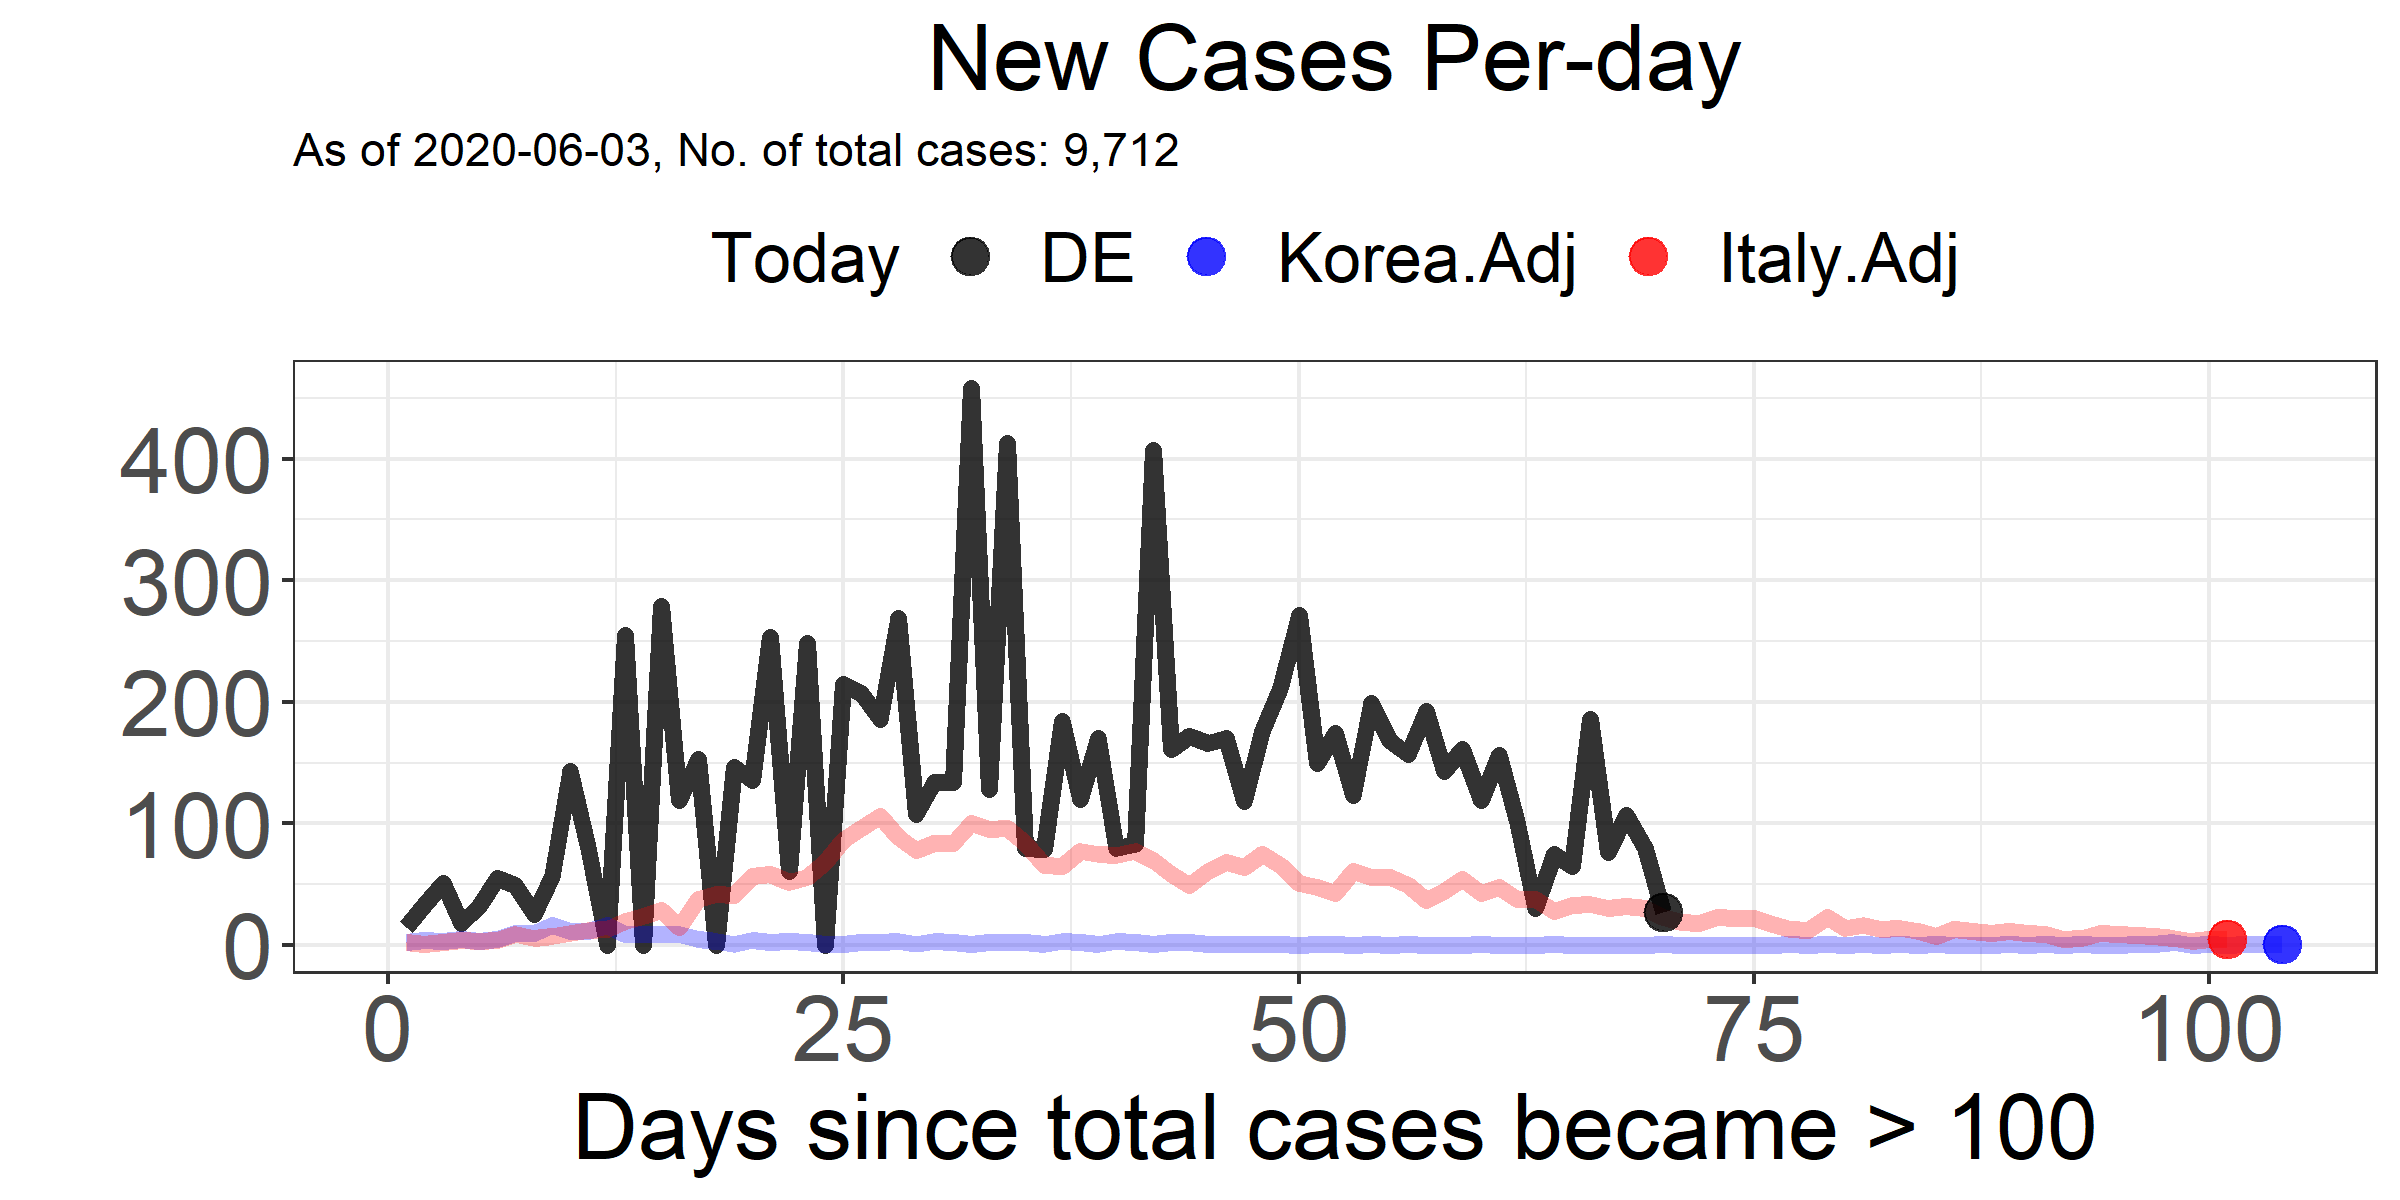 New Cases Per-day
As of 2020-06-03, No. of total cases: 9,712
Today DE Korea.Adj Italy.Adj
400
300
200
100
0
0 25 50 75 100
Days since total cases became > 100